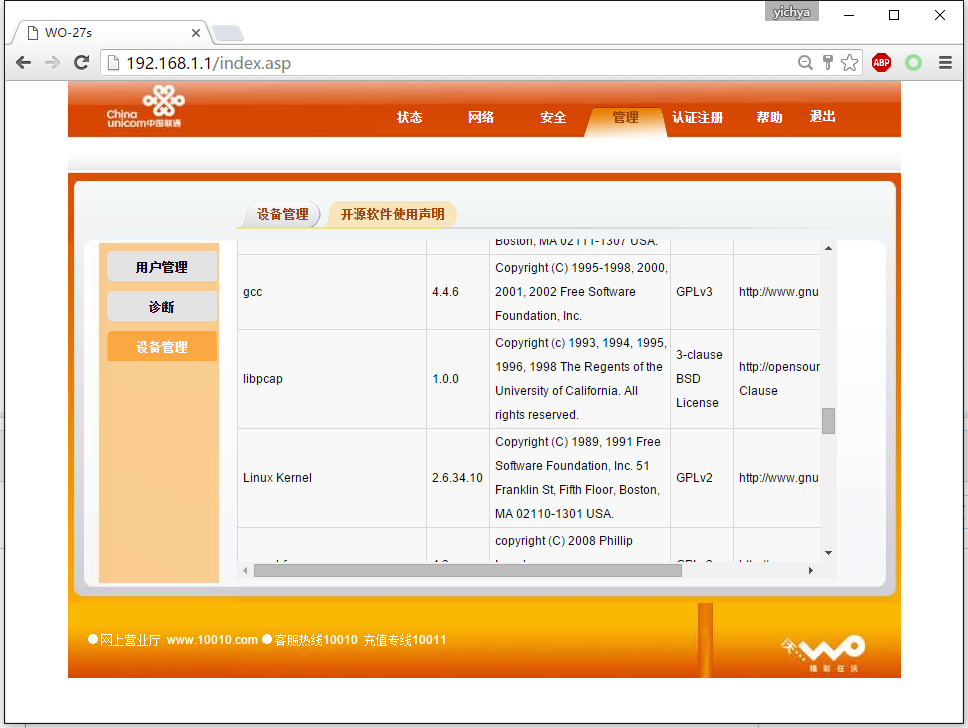 yichya
WO-27s
192.168.1.1/index.asp
ABP
China
unicom中国联通
状态 网络 安全 管理 认证注册 帮助 退出
设备管理 开源软件使用声明
用户管理
诊断
设备管理
Boston, MA 02111-1307 USA.
gcc
4.4.6
Copyright (C) 1995-1998, 2000,
2001, 2002 Free Software
Foundation, Inc.
GPLv3
http://www.gnu
libpcap
1.0.0
Copyright (c) 1993, 1994, 1995,
1996, 1998 The Regents of the
University of California. All
rights reserved.
3-clause
BSD
License
http://opensour
Clause
Linux Kernel
2.6.34.10
Copyright (C) 1989, 1991 Free
Software Foundation, Inc. 51
Franklin St, Fifth Floor, Boston,
MA 02110-1301 USA.
GPLv2
http://www.gnu
copyright (C) 2008 Phillip
●网上营业厅 www.10010.com ●客服热线10010 充值专线10011
沃...WO
精彩在沃